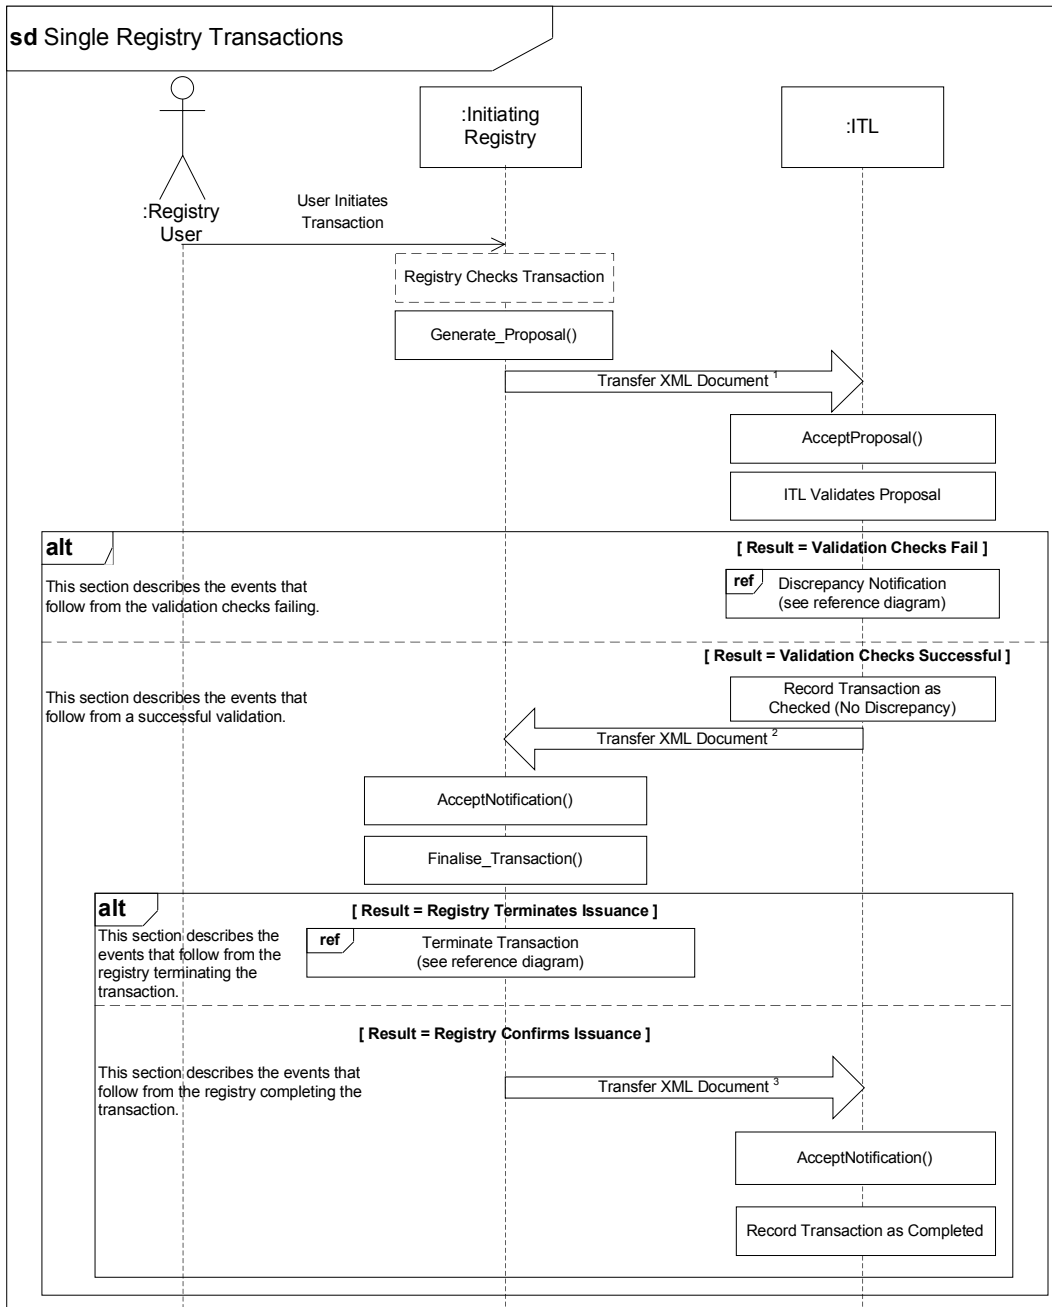 sd Single Registry Transactions
:Registry
User
:Initiating
Registry
:ITL
User Initiates
Transaction
Registry Checks Transaction
Generate_Proposal()
Transfer XML Document 1
AcceptProposal()
ITL Validates Proposal
alt
[ Result = Validation Checks Fail ]
This section describes the events that
follow from the validation checks failing.
ref
Discrepancy Notification
(see reference diagram)
[ Result = Validation Checks Successful ]
This section describes the events that
follow from a successful validation.
Record Transaction as
Checked (No Discrepancy)
Transfer XML Document 2
AcceptNotification()
Finalise_Transaction()
alt
[ Result = Registry Terminates Issuance ]
This section describes the
events that follow from the
registry terminating the
transaction.
ref
Terminate Transaction
(see reference diagram)
[ Result = Registry Confirms Issuance ]
This section describes the events that
follow from the registry completing the
transaction.
Transfer XML Document 3
AcceptNotification()
Record Transaction as Completed